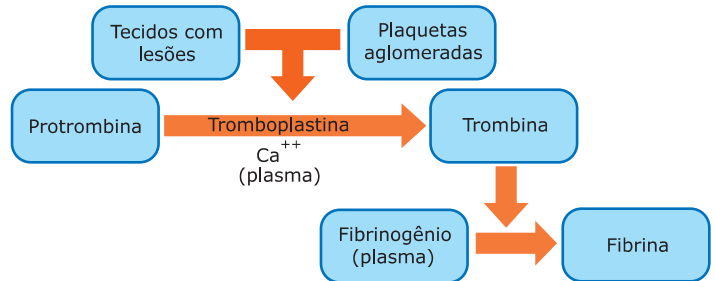 Tecidos com
lesões
Plaquetas
aglomeradas
Protrombina
Tromboplastina
Ca++
(plasma)
Trombina
Fibrinogênio
(plasma)
Fibrina